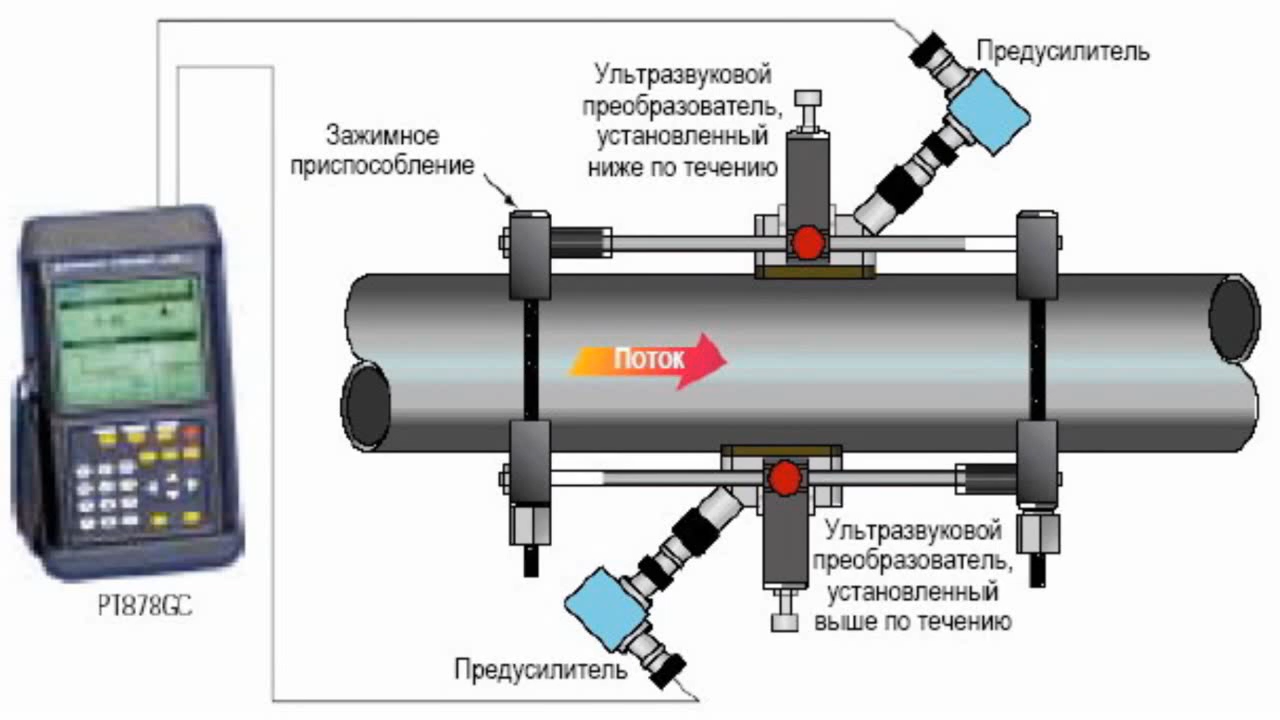 Предусилитель
Ультразвуковой
преобразователь,
установленный
ниже по течению
Зажимное
приспособление
Поток
Ультразвуковой
преобразователь,
установленный
выше по течению
PT878GC
Предусилитель